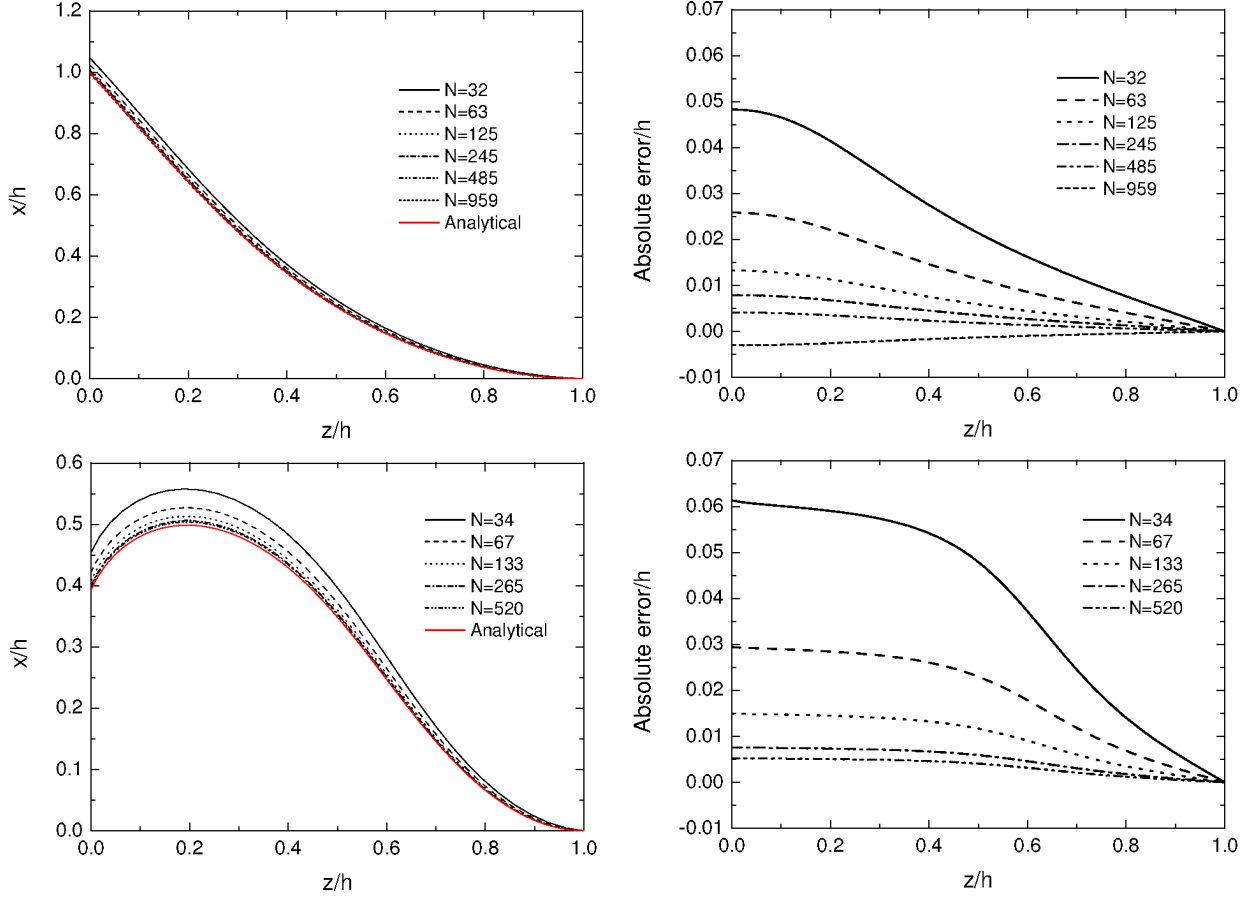 1.2
1.0
0.8
0.6
0.4
0.2
0.0
x/h
0.0 0.2 0.4 0.6 0.8 1.0
z/h
N=32
N=63
N=125
N=245
N=485
N=959
Analytical
0.07
0.06
0.05
0.04
0.03
0.02
0.01
0.00
-0.01
Absolute error/h
0.0 0.2 0.4 0.6 0.8 1.0
z/h
N=32
N=63
N=125
N=245
N=485
N=959
0.6
0.5
0.4
0.3
0.2
0.1
0.0
x/h
0.0 0.2 0.4 0.6 0.8 1.0
z/h
N=34
N=67
N=133
N=265
N=520
Analytical
0.07
0.06
0.05
0.04
0.03
0.02
0.01
0.00
-0.01
Absolute error/h
0.0 0.2 0.4 0.6 0.8 1.0
z/h
N=34
N=67
N=133
N=265
N=520